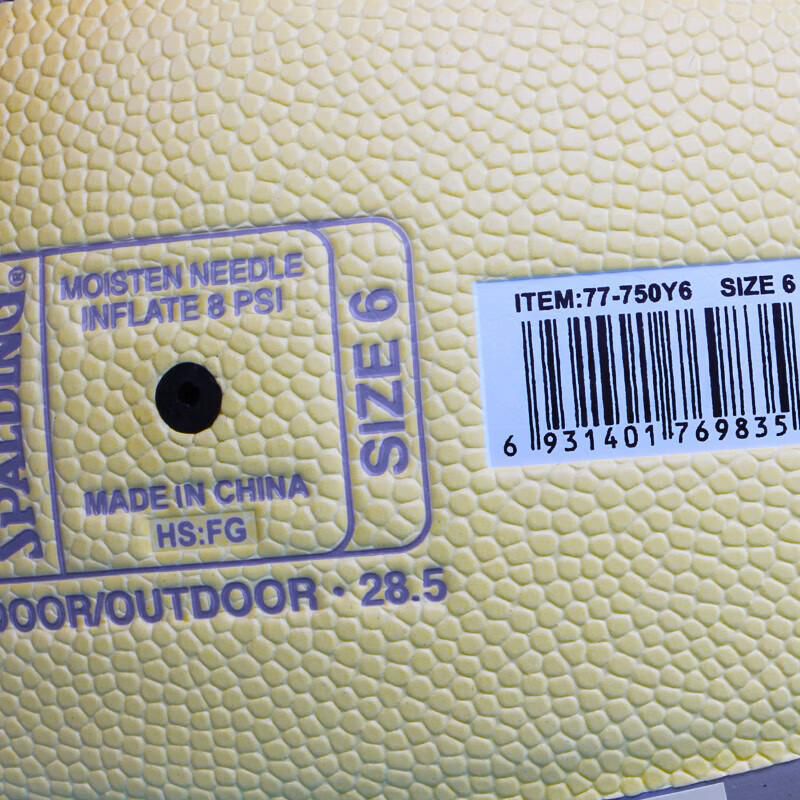 SPALDING®
MOISTEN NEEDLE
INFLATE 8 PSI
SIZE 6
MADE IN CHINA
HS:FG
DOOR/OUTDOOR · 28.5
ITEM:77-750Y6 SIZE 6
6 931401 769835